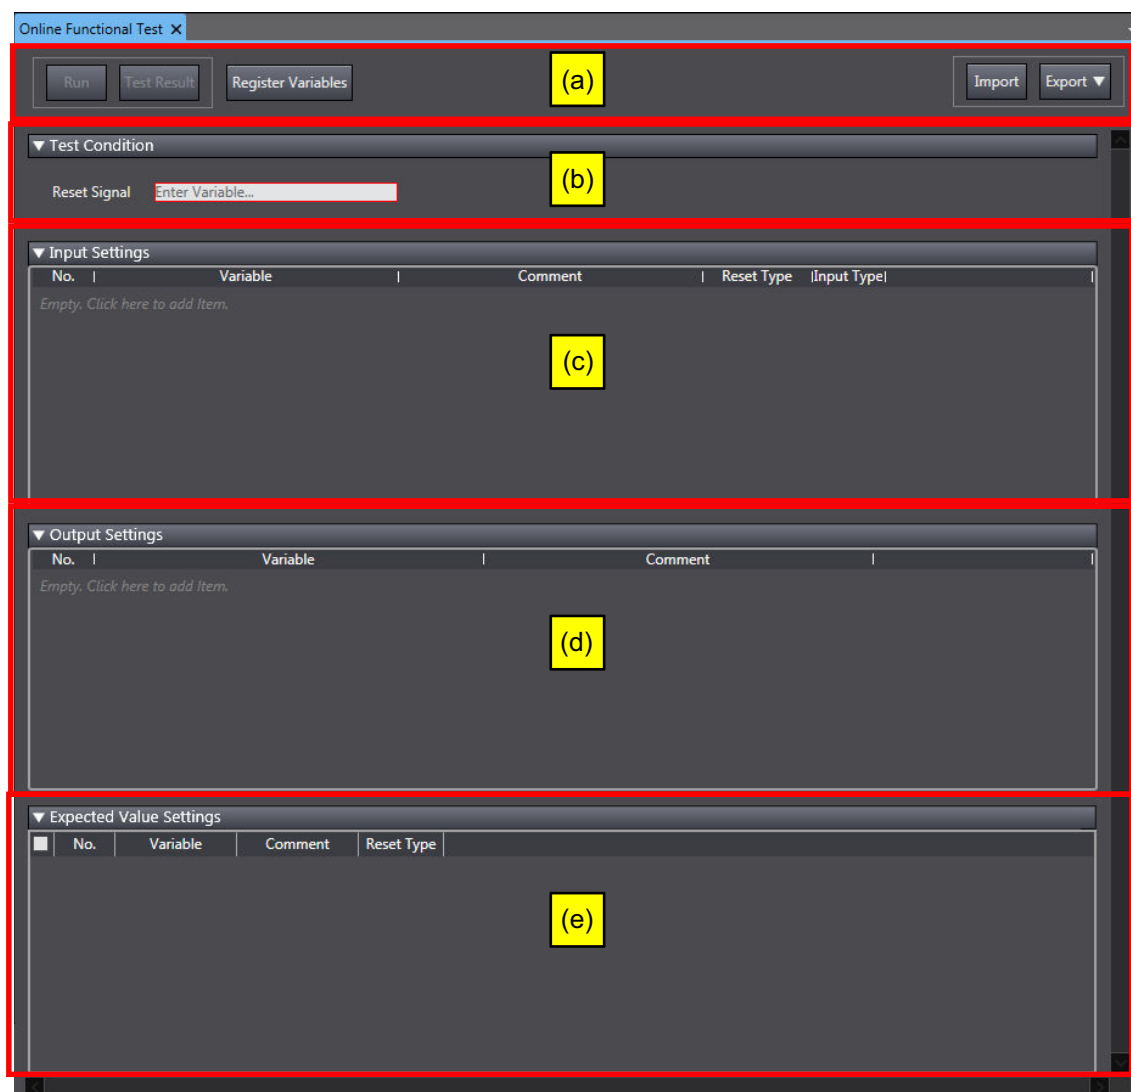 Online Functional Test X
Run Test Result Register Variables (a) Import Export ▼
▼ Test Condition
(b)
Reset Signal Enter Variable...
▼ Input Settings
No. Variable Comment Reset Type Input Type
Empty. Click here to add Item.
(c)
▼ Output Settings
No. Variable Comment
Empty. Click here to add Item.
(d)
▼ Expected Value Settings
No. Variable Comment Reset Type
(e)